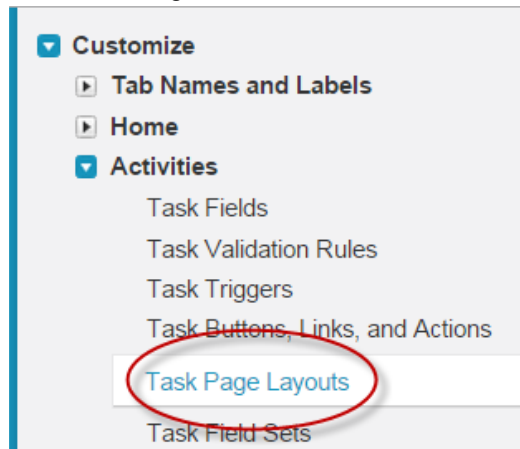 Customize
Tab Names and Labels
Home
Activities
Task Fields
Task Validation Rules
Task Triggers
Task Buttons, Links, and Actions
Task Page Layouts
Task Field Sets